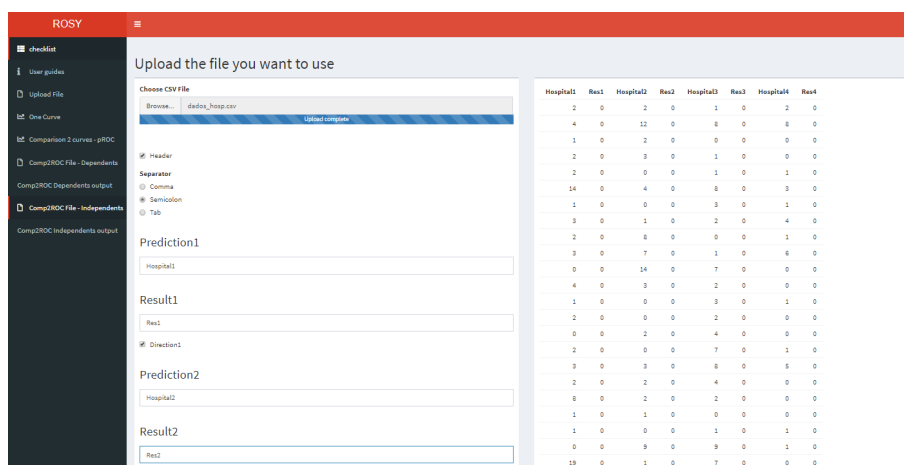 ROSY
checklist
User guides
Upload File
One Curve
Comparison 2 curves - pROC
Comp2ROC File - Dependents
Comp2ROC Dependents output
Comp2ROC File - Independents
Comp2ROC Independents output
Upload the file you want to use
Choose CSV File
Browse... dados_hosp.csv
Upload complete
Header
Separator
Comma
Semicolon
Tab
Prediction1
Hospital1
Result1
Res1
Direction1
Prediction2
Hospital2
Result2
Res2
Hospital1 Res1 Hospital2 Res2 Hospital3 Res3 Hospital4 Res4
2 0 2 0 1 0 2 0
4 0 12 0 8 0 8 0
1 0 2 0 0 0 0 0
2 0 3 0 1 0 0 0
2 0 0 0 1 0 1 0
14 0 4 0 8 0 3 0
1 0 0 0 3 0 1 0
3 0 1 0 2 0 4 0
2 0 8 0 0 0 1 0
3 0 7 0 1 0 6 0
0 0 14 0 7 0 0 0
4 0 3 0 2 0 0 0
1 0 0 0 3 0 1 0
2 0 0 0 2 0 0 0
0 0 2 0 4 0 0 0
2 0 0 0 7 0 1 0
3 0 3 0 8 0 5 0
2 0 2 0 4 0 0 0
8 0 2 0 2 0 0 0
1 0 1 0 0 0 0 0
1 0 0 0 1 0 1 0
0 0 9 0 9 0 1 0
19 0 1 0 7 0 0 0